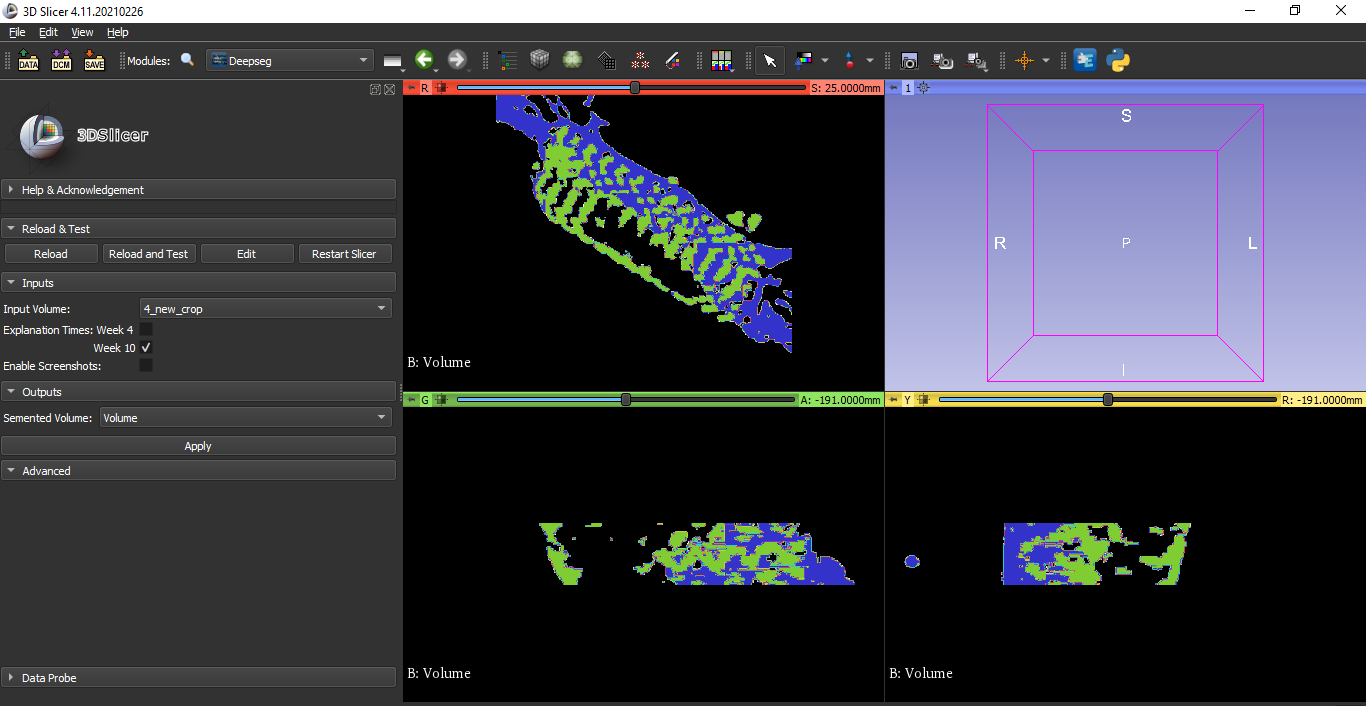 3D Slicer 4.11.20210226
File Edit View Help
DATA DCM SAVE Modules: Deepseg
R S: 25.0000mm
1
3DSlicer
Help & Acknowledgement
Reload & Test
Reload Reload and Test Edit Restart Slicer
Inputs
Input Volume: 4_new_crop
Explanation Times: Week 4
Week 10
Enable Screenshots:
Outputs
Semented Volume: Volume
Apply
Advanced
Data Probe
B: Volume
S
R P L
I
G A: -191.0000mm
Y R: -191.0000mm
B: Volume
B: Volume